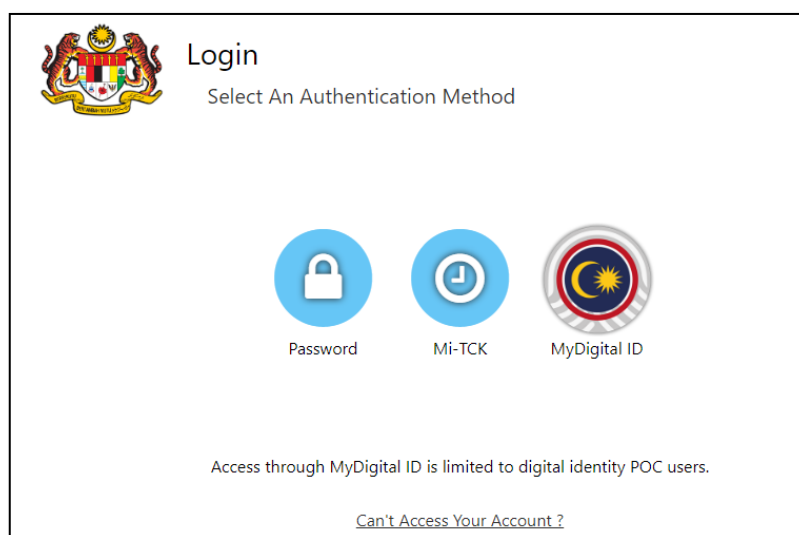 Login
Select An Authentication Method
Password
Mi-TCK
MyDigital ID
Access through MyDigital ID is limited to digital identity POC users.
Can't Access Your Account ?